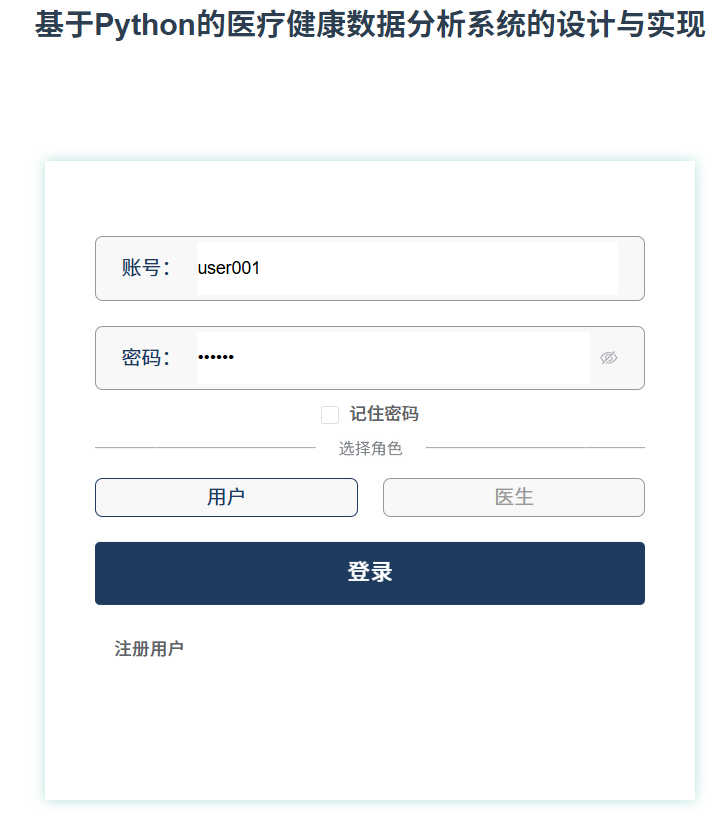 基于Python的医疗健康数据分析系统的设计与实现
账号： user001
密码： ••••••
记住密码
选择角色
用户 医生
登录
注册用户